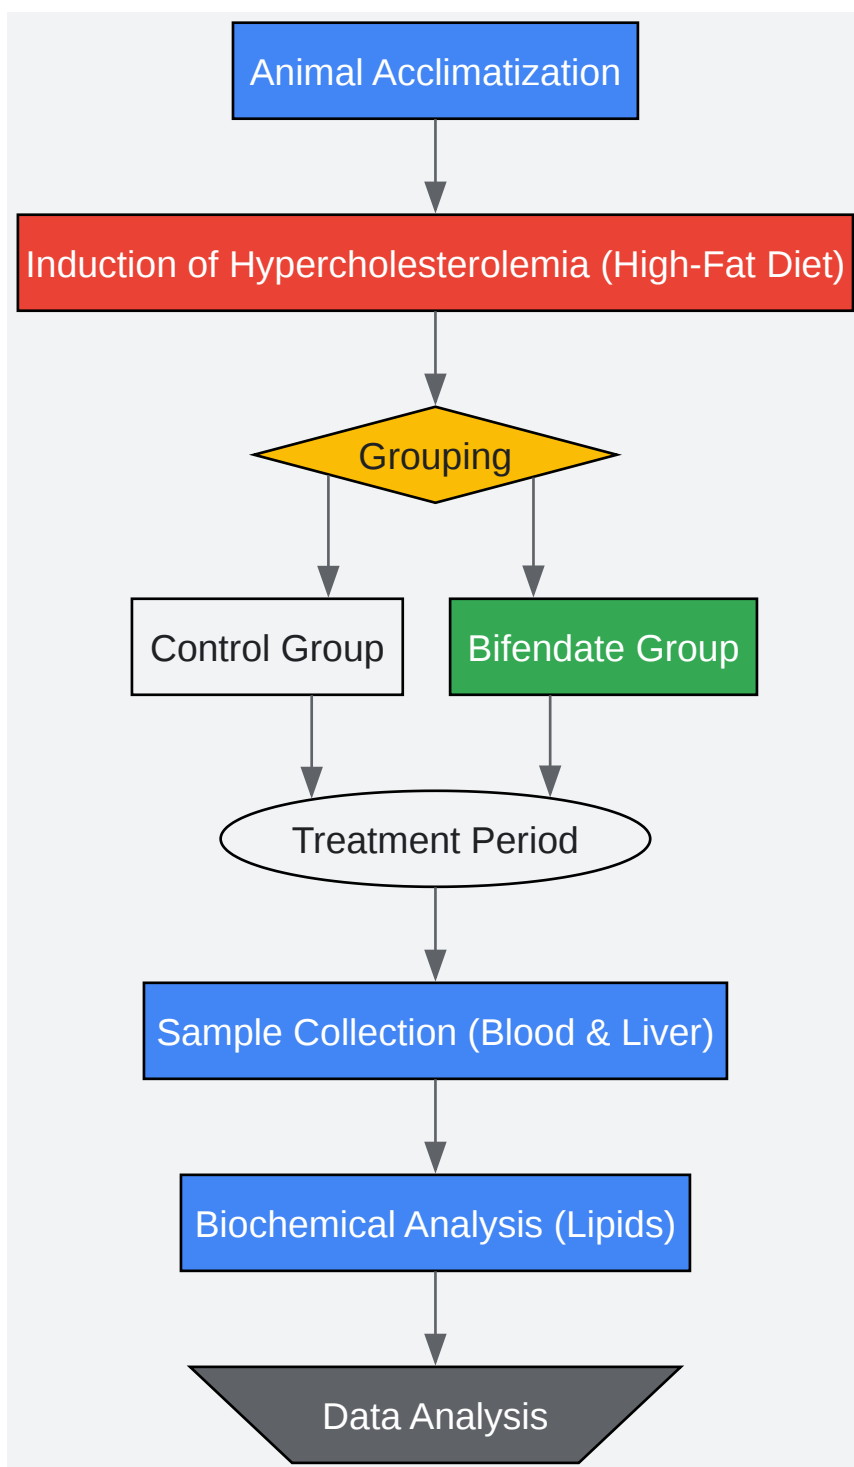 Animal Acclimatization
Induction of Hypercholesterolemia (High-Fat Diet)
Grouping
Control Group
Bifendate Group
Treatment Period
Sample Collection (Blood & Liver)
Biochemical Analysis (Lipids)
Data Analysis